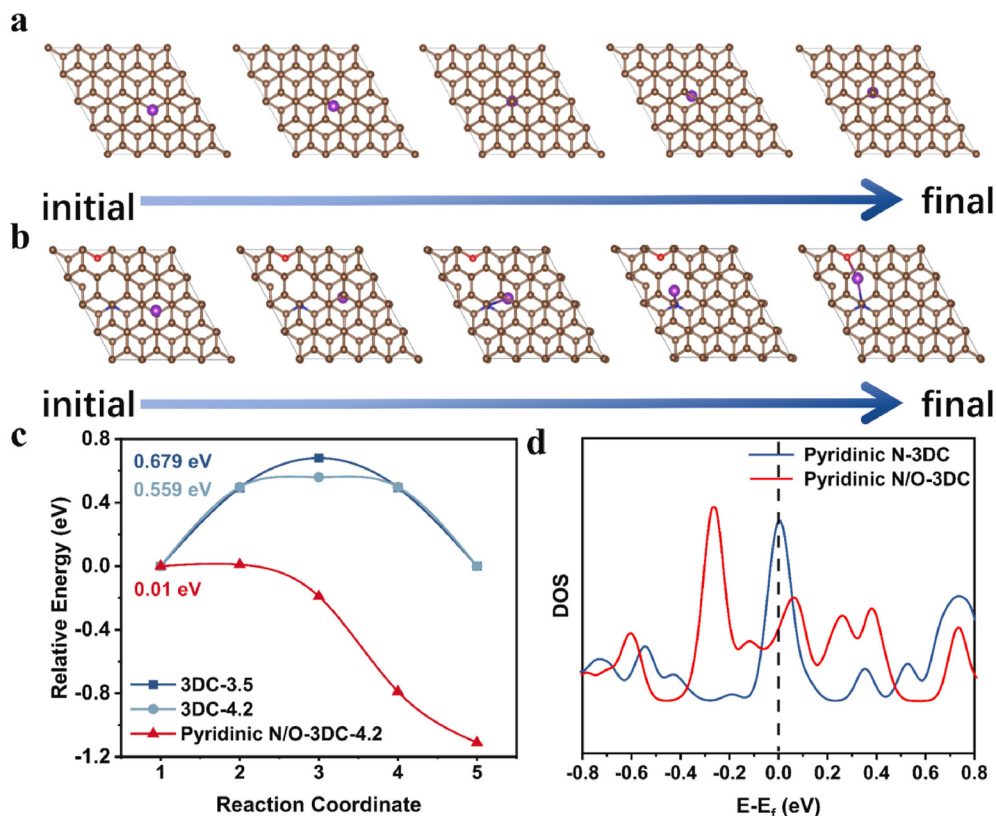 a
initial
final
b
initial
final
c
0.8
0.4
0.0
-0.4
-0.8
-1.2
Relative Energy (eV)
0.679 eV
0.559 eV
0.01 eV
3DC-3.5
3DC-4.2
Pyridinic N/O-3DC-4.2
1 2 3 4 5
Reaction Coordinate
d
Pyridinic N-3DC
Pyridinic N/O-3DC
DOS
-0.8 -0.6 -0.4 -0.2 0.0 0.2 0.4 0.6 0.8
E-Ef (eV)